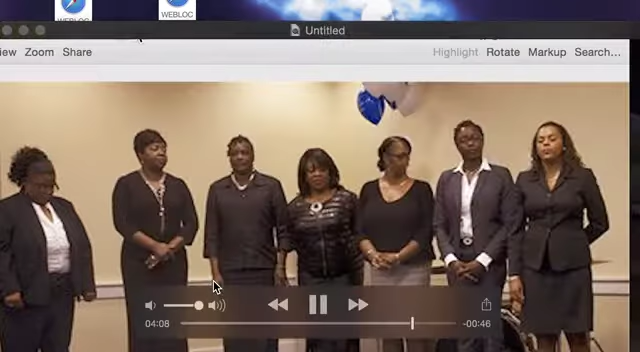 WEBLOC
WEBLOC
Untitled
iew Zoom Share
Highlight Rotate Markup Search...
04:08
-00:46